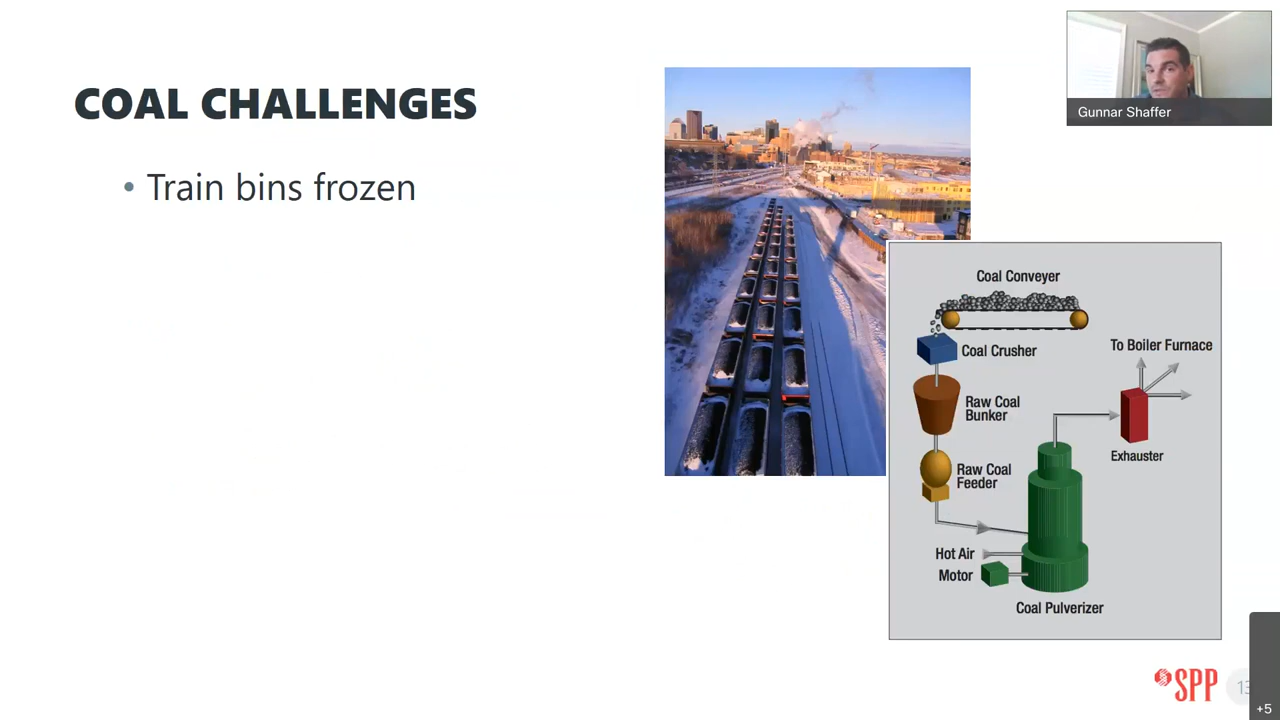 COAL CHALLENGES
• Train bins frozen
Gunnar Shaffer
Coal Conveyer
Coal Crusher
To Boiler Furnace
Raw Coal
Bunker
Exhauster
Raw Coal
Feeder
Hot Air
Motor
Coal Pulverizer
SPP
+5